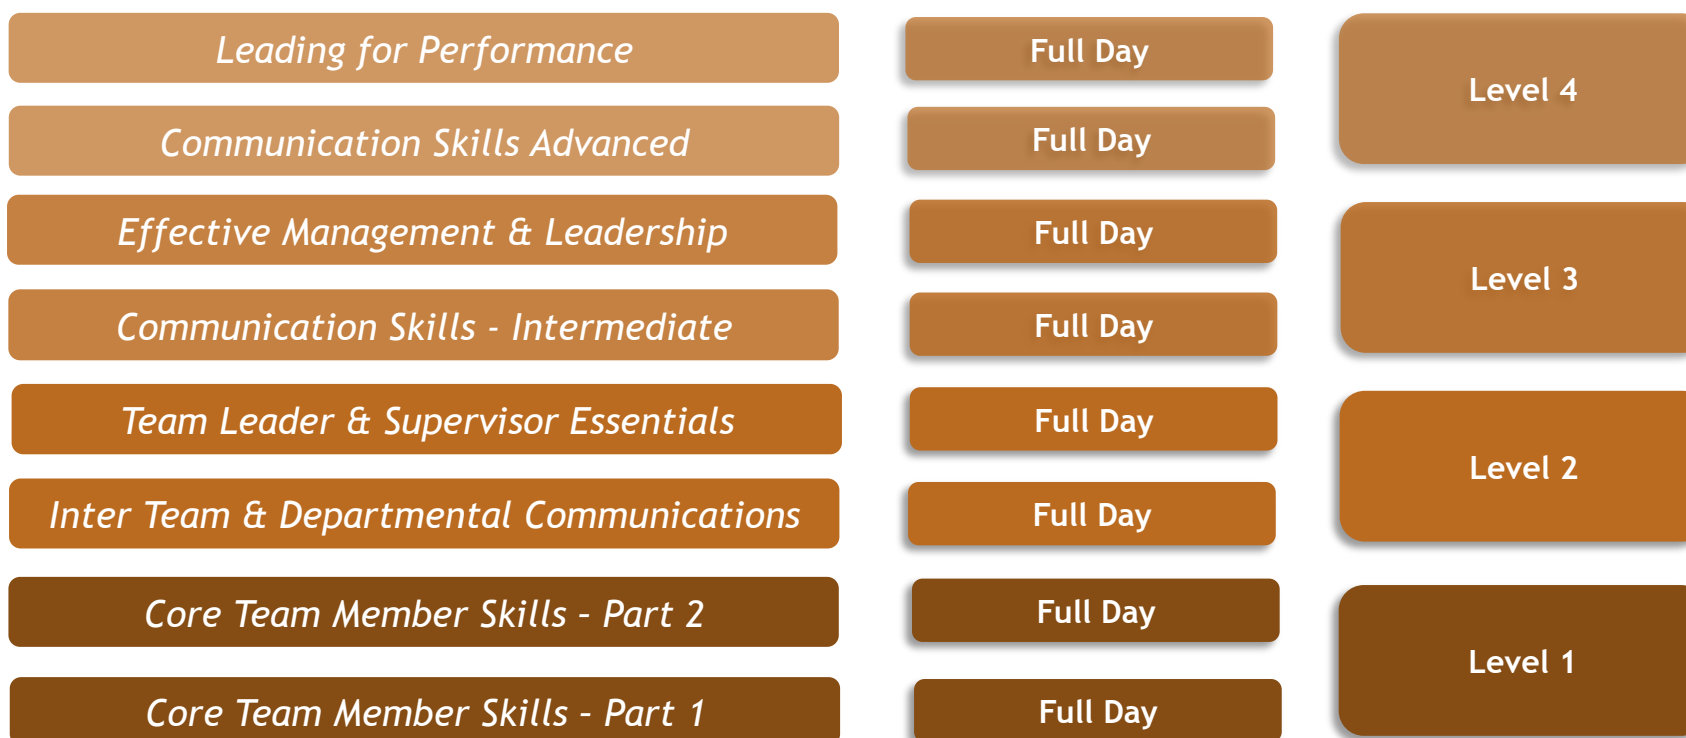 Leading for Performance
Full Day
Level 4
Communication Skills Advanced
Full Day
Effective Management & Leadership
Full Day
Level 3
Communication Skills - Intermediate
Full Day
Team Leader & Supervisor Essentials
Full Day
Level 2
Inter Team & Departmental Communications
Full Day
Core Team Member Skills – Part 2
Full Day
Level 1
Core Team Member Skills – Part 1
Full Day